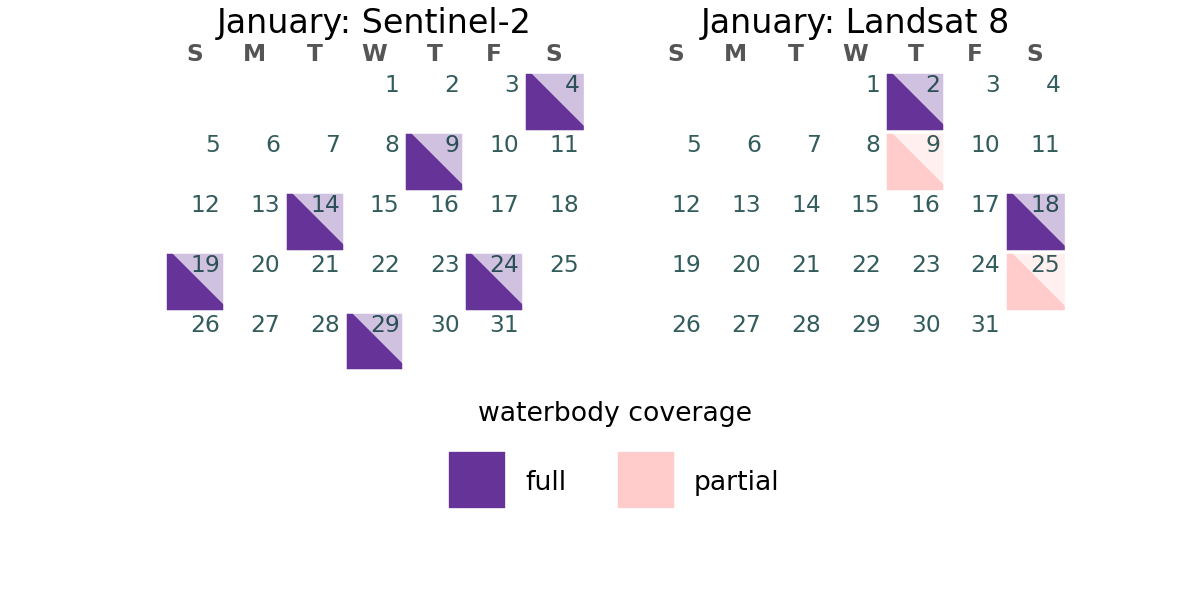 January: Sentinel-2
S M T W T F S
1 2 3 4
5 6 7 8 9 10 11
12 13 14 15 16 17 18
19 20 21 22 23 24 25
26 27 28 29 30 31
January: Landsat 8
S M T W T F S
1 2 3 4
5 6 7 8 9 10 11
12 13 14 15 16 17 18
19 20 21 22 23 24 25
26 27 28 29 30 31
waterbody coverage
full
partial